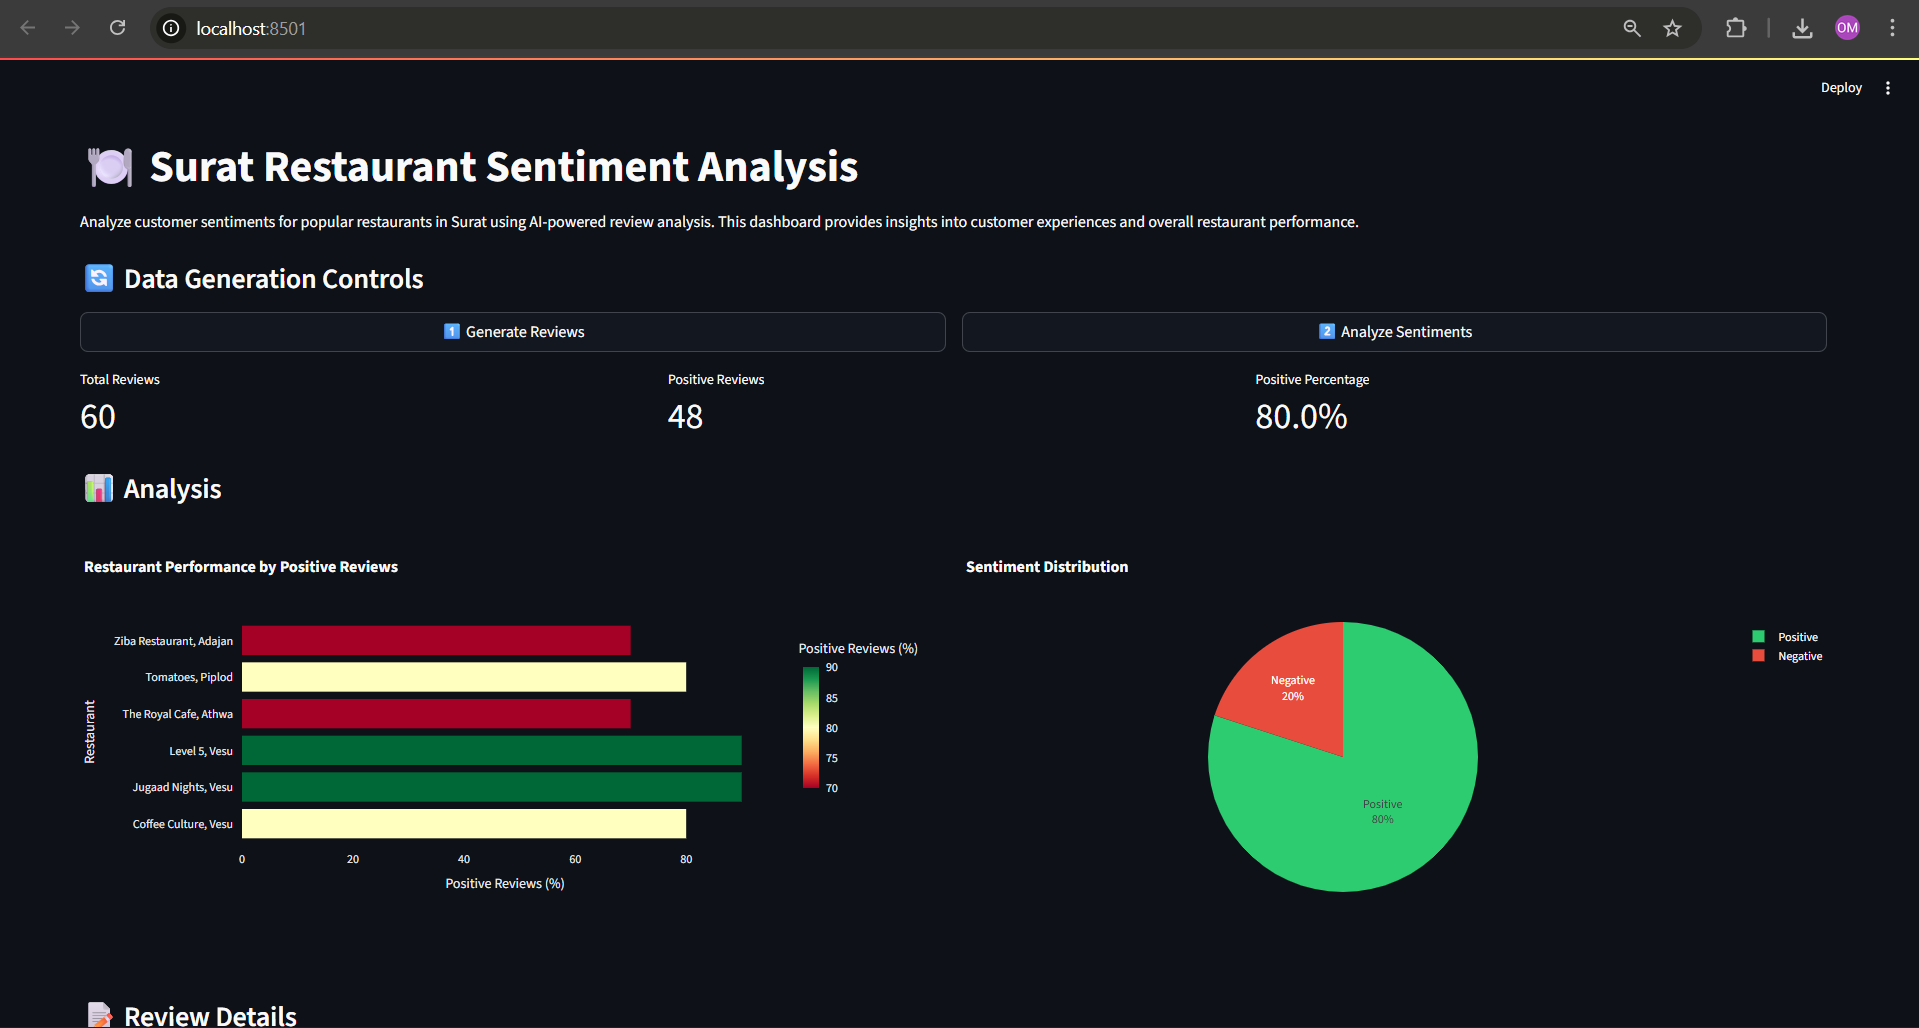 localhost:8501
OM
Deploy
Surat Restaurant Sentiment Analysis
Analyze customer sentiments for popular restaurants in Surat using AI-powered review analysis. This dashboard provides insights into customer experiences and overall restaurant performance.
Data Generation Controls
1 Generate Reviews
2 Analyze Sentiments
Total Reviews
60
Positive Reviews
48
Positive Percentage
80.0%
Analysis
Restaurant Performance by Positive Reviews
Restaurant
Ziba Restaurant, Adajan
Tomatoes, Piplod
The Royal Cafe, Athwa
Level 5, Vesu
Jugaad Nights, Vesu
Coffee Culture, Vesu
0 20 40 60 80
Positive Reviews (%)
Positive Reviews (%)
90
85
80
75
70
Sentiment Distribution
Negative
20%
Positive
80%
Positive
Negative
Review Details